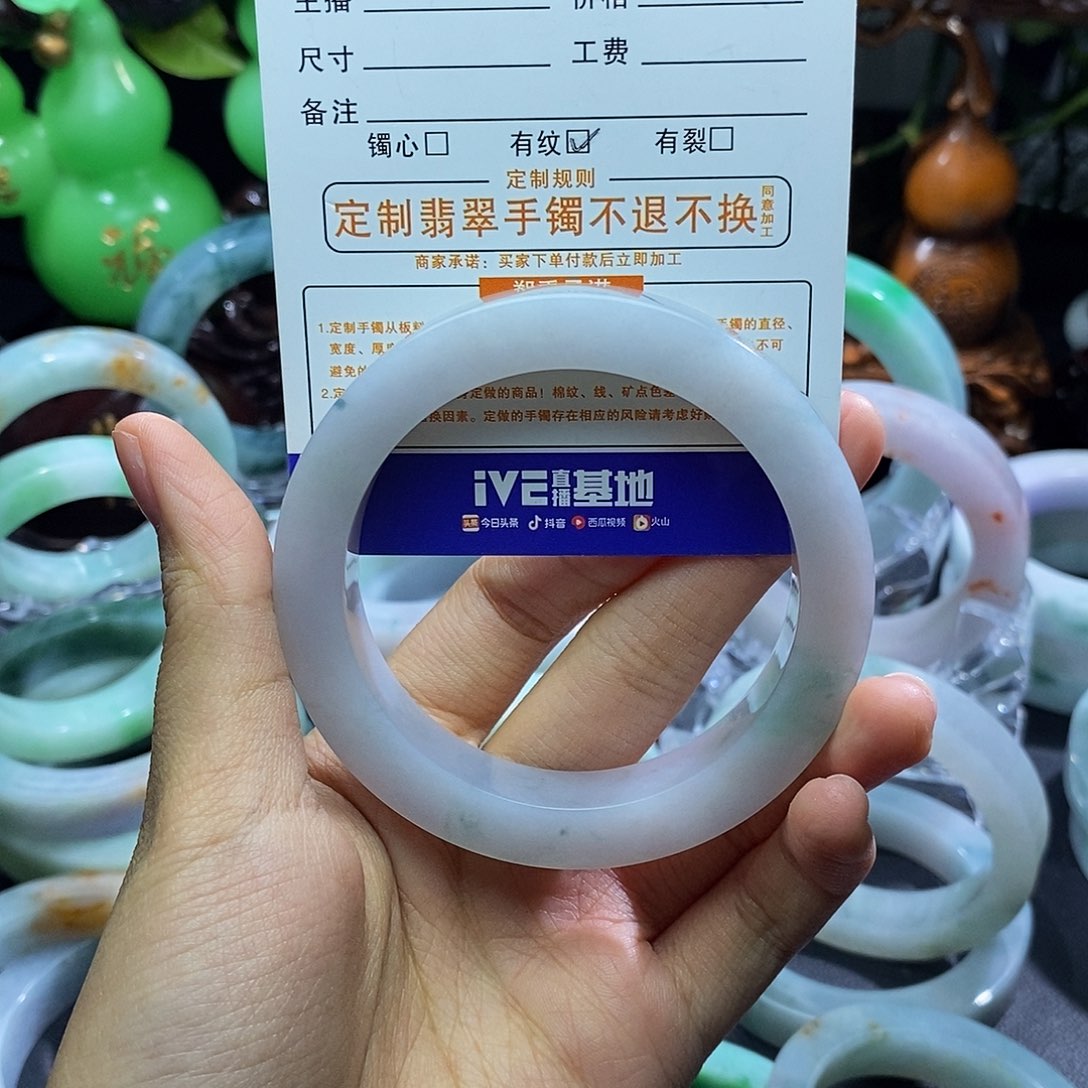 主播 价格
尺寸 工费
备注
镯心 有纹 有裂
定制规则
定制翡翠手镯不退不换 同意加工
商家承诺：买家下单付款后立即加工
1.定制手镯从板料 手镯的直径、
宽度、厚 不可
避免的
2.定 定做的商品！棉纹、线、矿点色差
换因素。定做的手镯存在相应的风险请考虑好
iVE直播基地
头条 今日头条 抖音 西瓜视频 火山
福